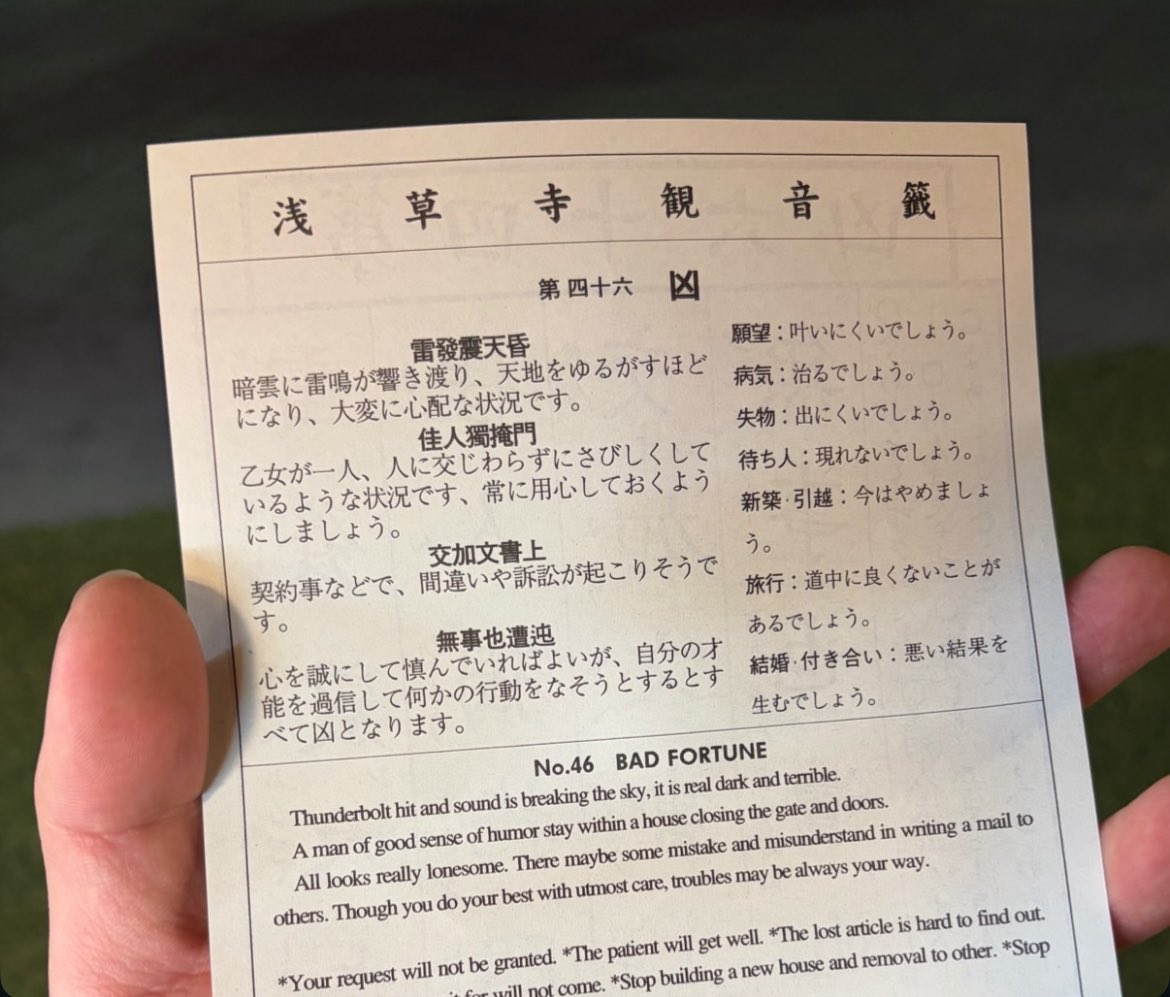 浅草寺観音籤
第四十六 凶
雷發震天昏
暗雲に雷鳴が響き渡り、天地をゆるがすほど
になり、大変に心配な状況です。
佳人獨掩門
乙女が一人、人に交じわらずにさびしくして
いるような状況です、常に用心しておくよう
にしましょう。
交加文書上
契約事などで、間違いや訴訟が起こりそうで
す。
無事也遭迍
心を誠にして慎んでいればよいが、自分の才
能を過信して何かの行動をなそうとするとす
べて凶となります。
願望：叶いにくいでしょう。
病気：治るでしょう。
失物：出にくいでしょう。
待ち人：現れないでしょう。
新築·引越：今はやめましょ
う。
旅行：道中に良くないことが
あるでしょう。
結婚·付き合い：悪い結果を
生むでしょう。
No.46 BAD FORTUNE
Thunderbolt hit and sound is breaking the sky, it is real dark and terrible.
A man of good sense of humor stay within a house closing the gate and doors.
All looks really lonesome. There maybe some mistake and misunderstand in writing a mail to
others. Though you do your best with utmost care, troubles may be always your way.
*Your request will not be granted. *The patient will get well. *The lost article is hard to find out.
for will not come. *Stop building a new house and removal to other. *Stop